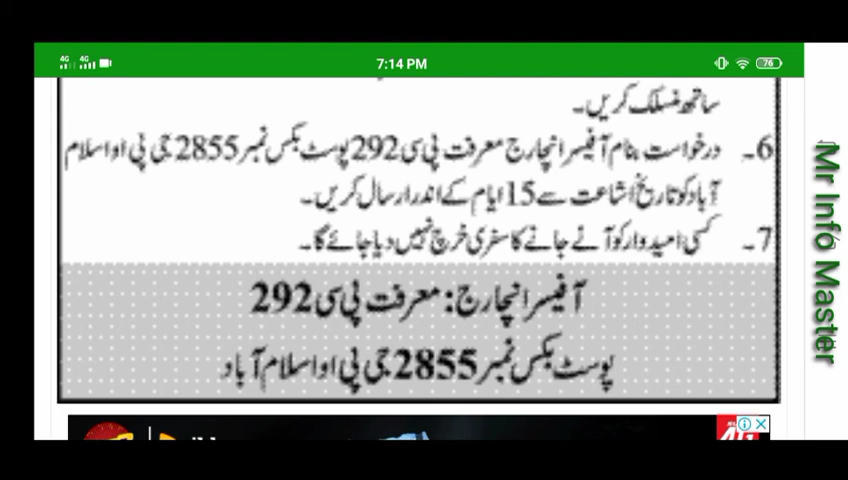 7:14 PM
4G 4G
76
ساتھ منسلک کریں۔
6۔ درخواست بنام آفیسر انچارج معرفت پی سی 292 پوسٹ بکس نمبر 2855 جی پی او اسلام
آباد کو تاریخ اشاعت سے 15 ایام کے اندر ارسال کریں۔
7۔ کسی امیدوار کو آنے جانے کا سفری خرچ نہیں دیا جائے گا۔
آفیسر انچارج: معرفت پی سی 292
پوسٹ بکس نمبر 2855 جی پی او اسلام آباد
Mr Info Master